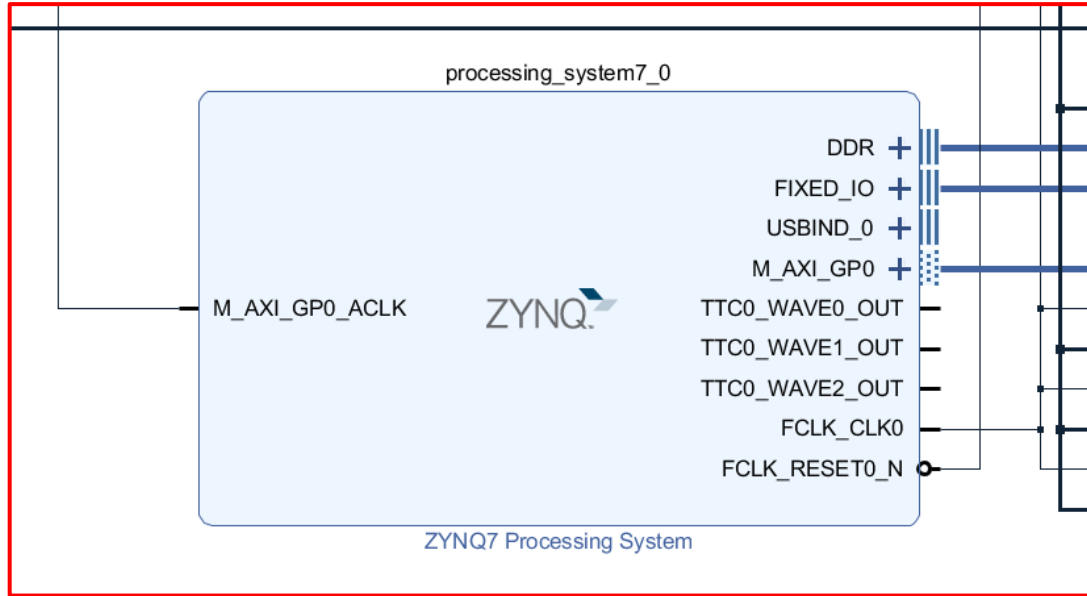 processing_system7_0
DDR
FIXED_IO
USBIND_0
M_AXI_GP0
M_AXI_GP0_ACLK
ZYNQ
TTC0_WAVE0_OUT
TTC0_WAVE1_OUT
TTC0_WAVE2_OUT
FCLK_CLK0
FCLK_RESET0_N
ZYNQ7 Processing System